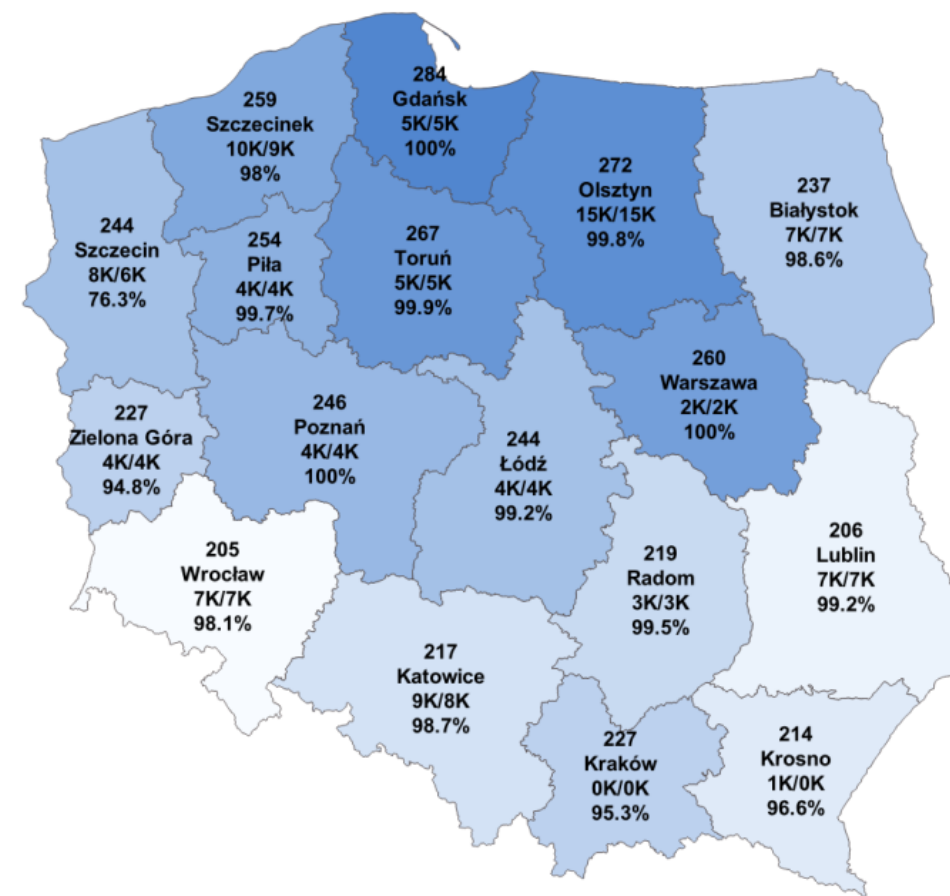 284
Gdańsk
5K/5K
100%
259
Szczecinek
10K/9K
98%
272
Olsztyn
15K/15K
99.8%
237
Białystok
7K/7K
98.6%
244
Szczecin
8K/6K
76.3%
254
Piła
4K/4K
99.7%
267
Toruń
5K/5K
99.9%
260
Warszawa
2K/2K
100%
227
Zielona Góra
4K/4K
94.8%
246
Poznań
4K/4K
100%
244
Łódź
4K/4K
99.2%
206
Lublin
7K/7K
99.2%
205
Wrocław
7K/7K
98.1%
219
Radom
3K/3K
99.5%
217
Katowice
9K/8K
98.7%
227
Kraków
0K/0K
95.3%
214
Krosno
1K/0K
96.6%